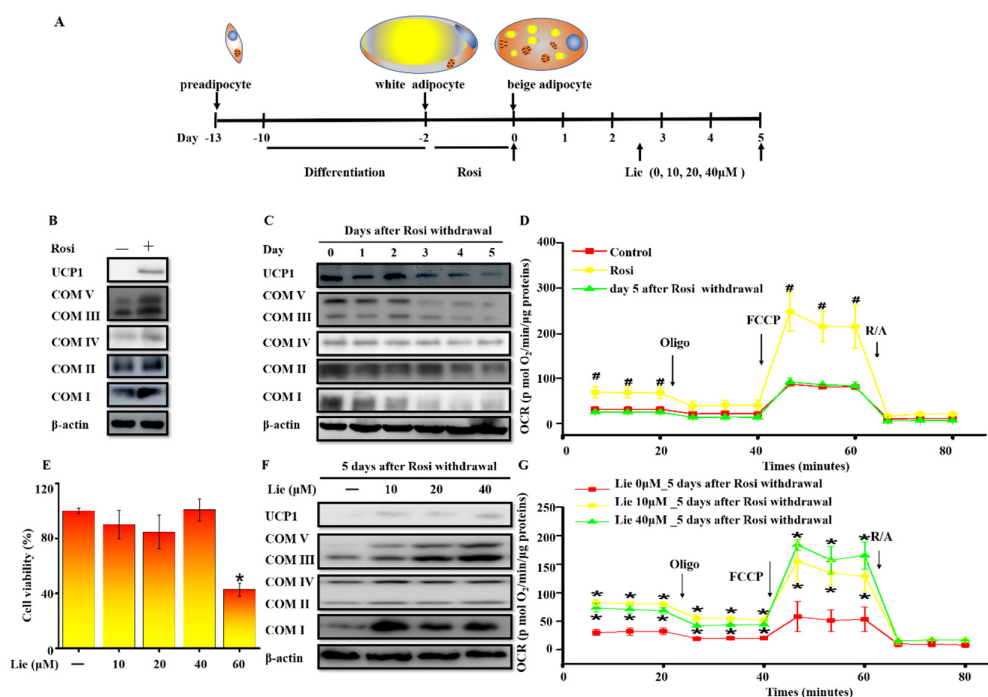 A
preadipocyte
white adipocyte
beige adipocyte
Day -13 -10 -2 0 1 2 3 4 5
Differentiation
Rosi
Lie (0, 10, 20, 40μM )
B
Rosi — +
UCP1
COM V
COM III
COM IV
COM II
COM I
β-actin
C
Days after Rosi withdrawal
Day 0 1 2 3 4 5
UCP1
COM V
COM III
COM IV
COM II
COM I
β-actin
D
OCR (p mol O₂/min/μg proteins)
400
300
200
100
0
Control
Rosi
day 5 after Rosi withdrawal
Oligo
FCCP
R/A
# # # # # #
0 20 40 60 80
Times (minutes)
E
Cell viability (%)
120
80
40
0
*
Lie (μM) — 10 20 40 60
F
5 days after Rosi withdrawal
Lie (μM) — 10 20 40
UCP1
COM V
COM III
COM IV
COM II
COM I
β-actin
G
Lie 0μM_5 days after Rosi withdrawal
Lie 10μM_5 days after Rosi withdrawal
Lie 40μM_5 days after Rosi withdrawal
OCR (p mol O₂/min/μg proteins)
250
200
150
100
50
0
Oligo
FCCP
R/A
* * * * * * * * *
* * * * * * * * *
0 20 40 60 80
Times (minutes)